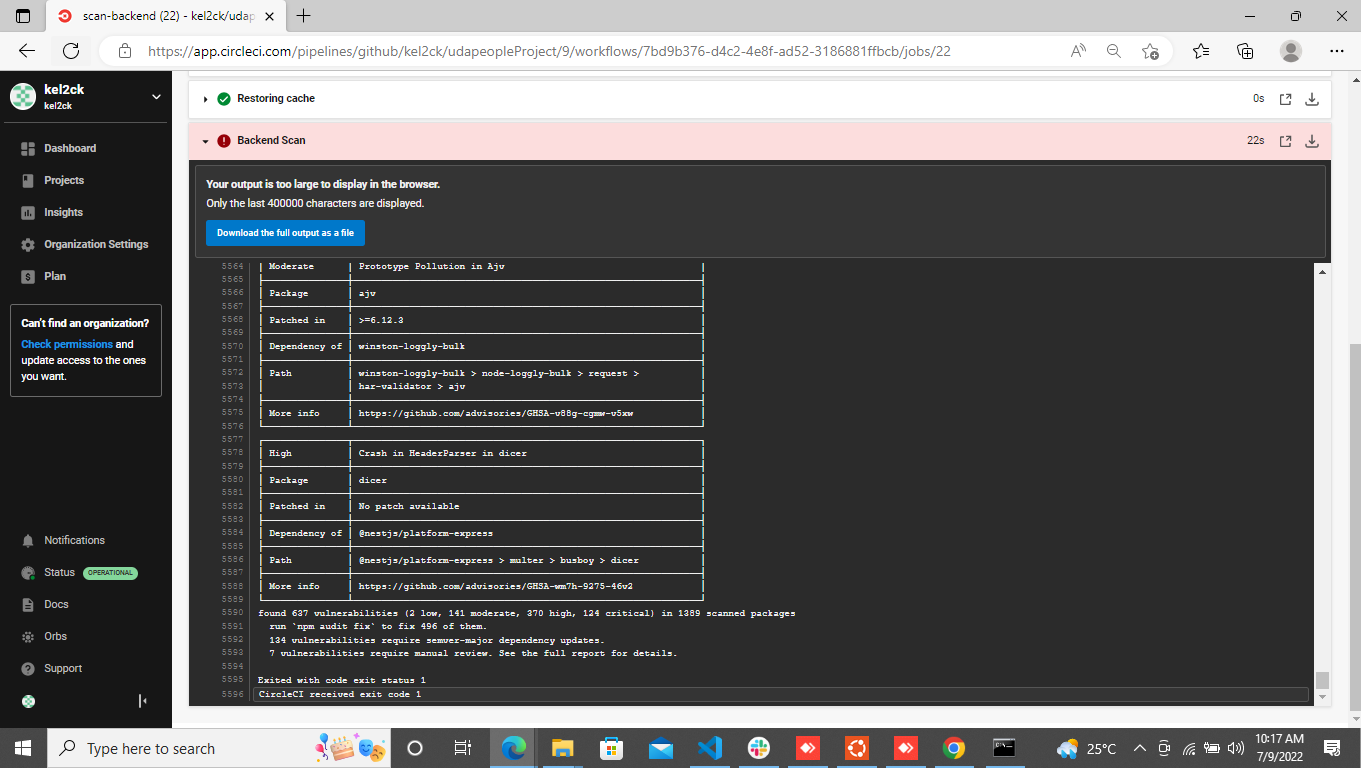 scan-backend (22) - kel2ck/udap
https://app.circleci.com/pipelines/github/kel2ck/udapeopleProject/9/workflows/7bd9b376-d4c2-4e8f-ad52-3186881ffbcb/jobs/22
kel2ck
kel2ck
Dashboard
Projects
Insights
Organization Settings
Plan
Can't find an organization?
Check permissions and
update access to the ones
you want.
Notifications
Status OPERATIONAL
Docs
Orbs
Support
Restoring cache 0s
Backend Scan 22s
Your output is too large to display in the browser.
Only the last 400000 characters are displayed.
Download the full output as a file
5564 Moderate Prototype Pollution in Ajv
5565
5566 Package ajv
5567
5568 Patched in >=6.12.3
5569
5570 Dependency of winston-loggly-bulk
5571
5572 Path winston-loggly-bulk > node-loggly-bulk > request >
5573 har-validator > ajv
5574
5575 More info https://github.com/advisories/GHSA-v88g-cgmw-v5xw
5576
5577
5578 High Crash in HeaderParser in dicer
5579
5580 Package dicer
5581
5582 Patched in No patch available
5583
5584 Dependency of @nestjs/platform-express
5585
5586 Path @nestjs/platform-express > multer > busboy > dicer
5587
5588 More info https://github.com/advisories/GHSA-wm7h-9275-46v2
5589
5590 found 637 vulnerabilities (2 low, 141 moderate, 370 high, 124 critical) in 1389 scanned packages
5591 run `npm audit fix` to fix 496 of them.
5592 134 vulnerabilities require semver-major dependency updates.
5593 7 vulnerabilities require manual review. See the full report for details.
5594
5595 Exited with code exit status 1
5596 CircleCI received exit code 1
Type here to search
25°C
10:17 AM
7/9/2022